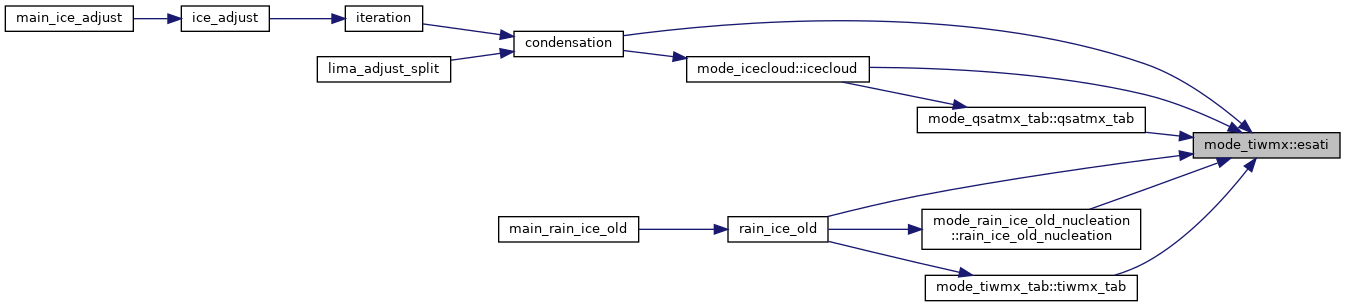 main_ice_adjust
ice_adjust
iteration
condensation
lima_adjust_split
mode_icecloud::icecloud
mode_qsatmx_tab::qsatmx_tab
mode_tiwmx::esati
main_rain_ice_old
rain_ice_old
mode_rain_ice_old_nucleation
::rain_ice_old_nucleation
mode_tiwmx_tab::tiwmx_tab